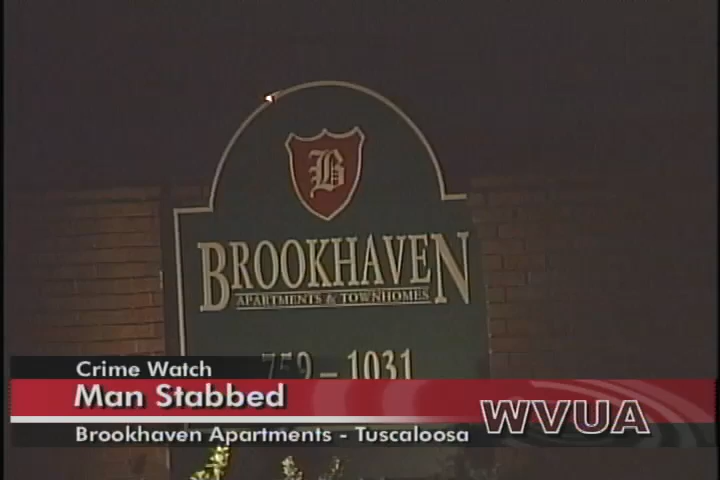 B
BROOKHAVEN
APARTMENTS & TOWNHOMES
759-1031
Crime Watch
Man Stabbed
WVUA
Brookhaven Apartments - Tuscaloosa